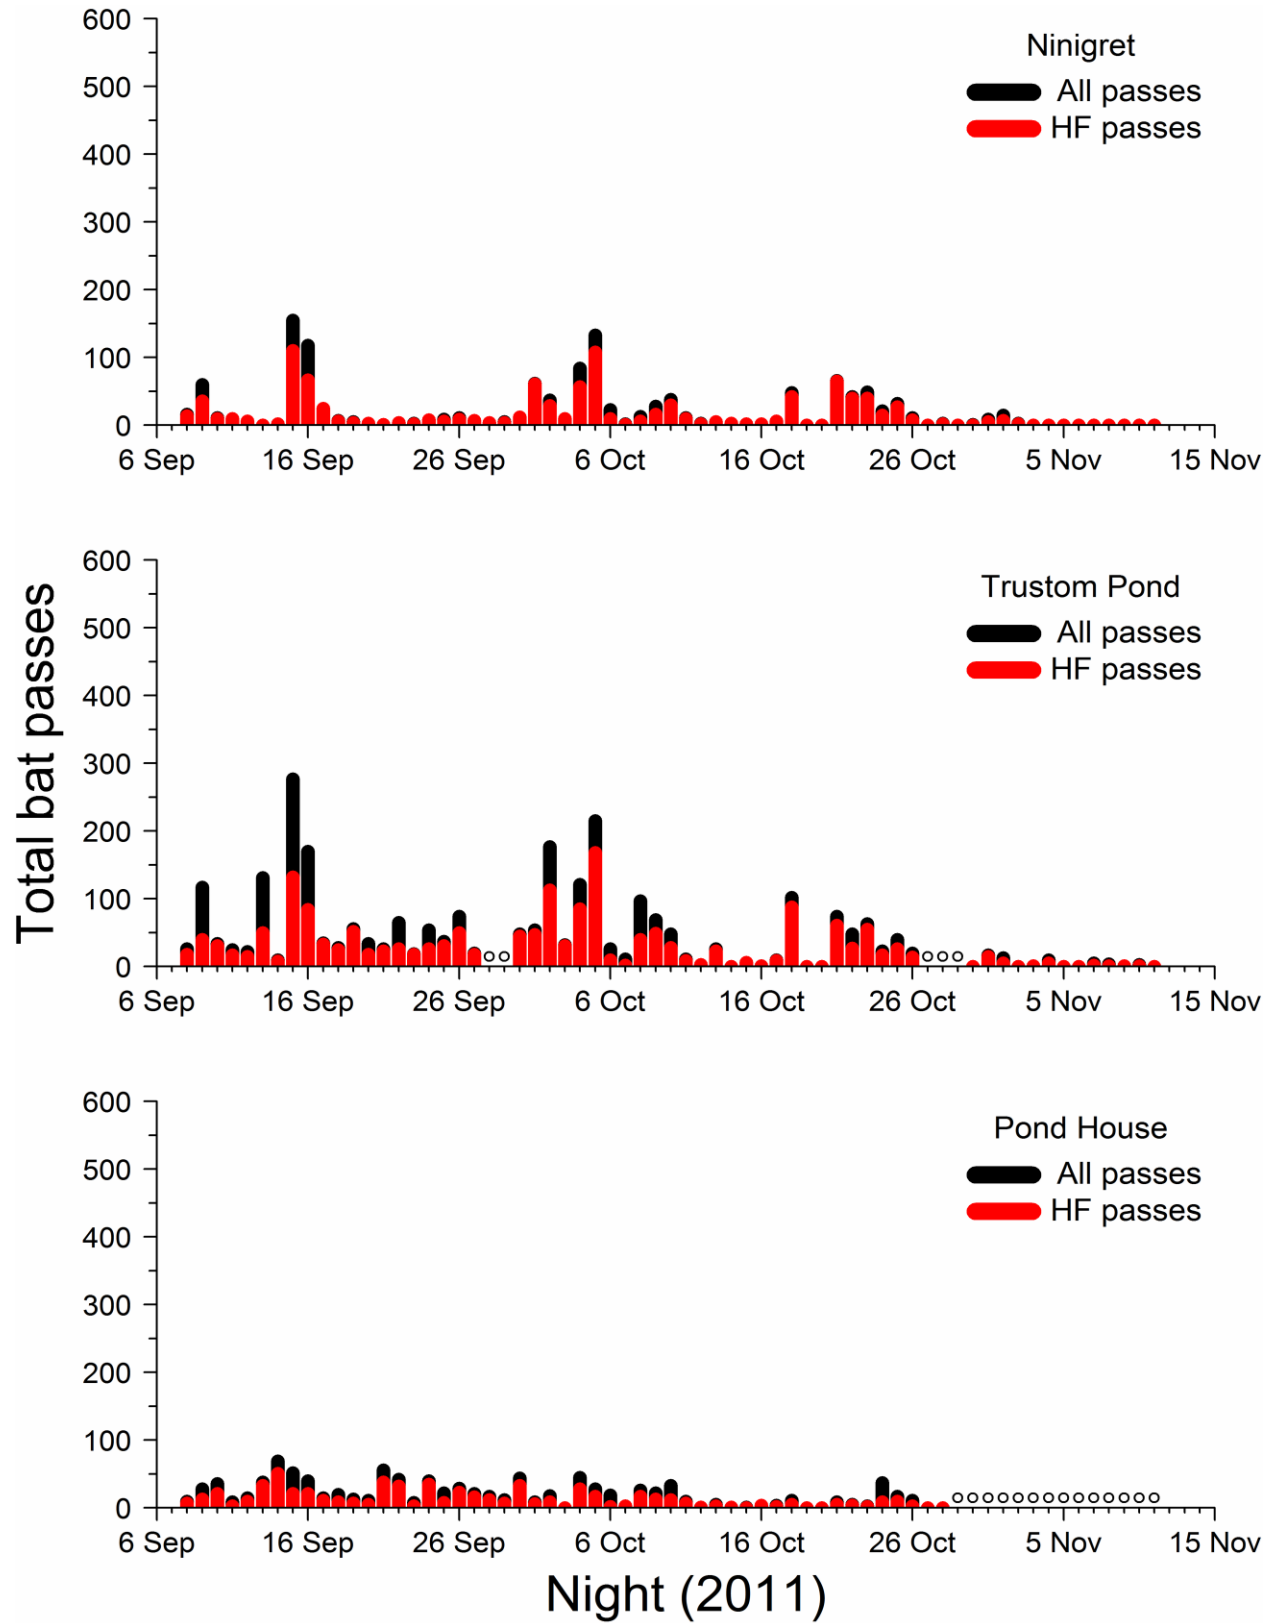 600
500
400
300
200
100
0
Ninigret
All passes
HF passes
6 Sep 16 Sep 26 Sep 6 Oct 16 Oct 26 Oct 5 Nov 15 Nov
Total bat passes
600
500
400
300
200
100
0
Trustom Pond
All passes
HF passes
6 Sep 16 Sep 26 Sep 6 Oct 16 Oct 26 Oct 5 Nov 15 Nov
600
500
400
300
200
100
0
Pond House
All passes
HF passes
6 Sep 16 Sep 26 Sep 6 Oct 16 Oct 26 Oct 5 Nov 15 Nov
Night (2011)